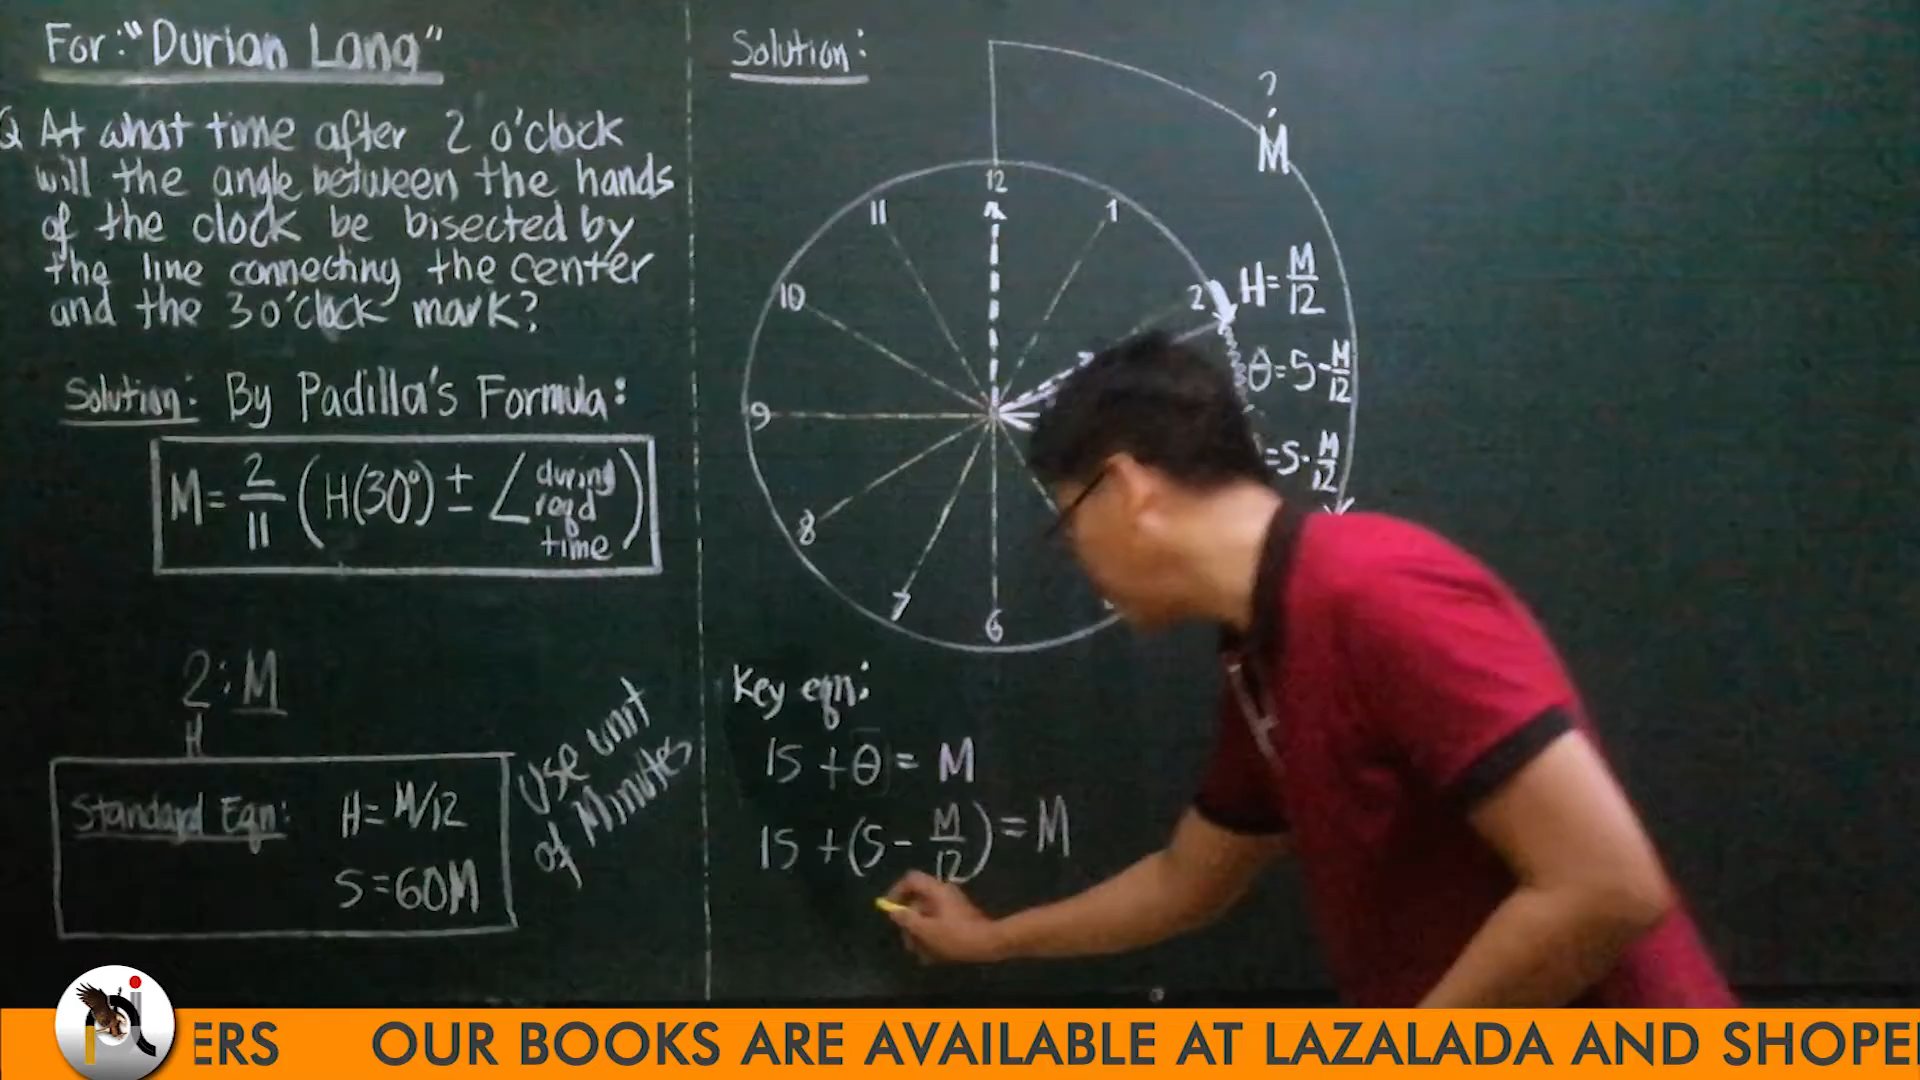 For: "Durian Lang"
Q At what time after 2 o'clock
will the angle between the hands
of the clock be bisected by
the line connecting the center
and the 3 o'clock mark?
Solution: By Padilla's Formula:
M = 2/11 (H(30°) ± ∠ during reqd time)
2 : M
H
Standard Eqn: H = M/12
S = 60M
Use unit
of Minutes
Solution:
?
M
12
11
1
10
2
H = M/12
θ = 5 - M/12
9
= 5 - M/12
8
7
6
Key eqn:
15 + θ = M
15 + (5 - M/12) = M
ERS OUR BOOKS ARE AVAILABLE AT LAZALADA AND SHOPE